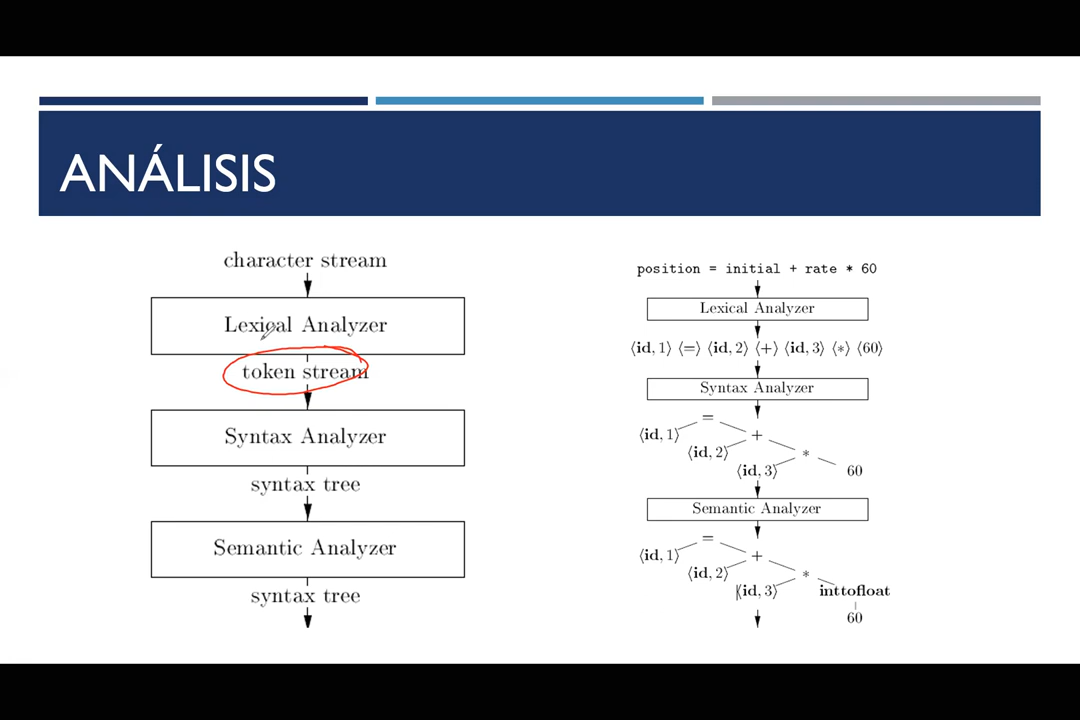 ANÁLISIS
character stream
Lexical Analyzer
token stream
Syntax Analyzer
syntax tree
Semantic Analyzer
syntax tree
position = initial + rate * 60
Lexical Analyzer
⟨id, 1⟩ ⟨=⟩ ⟨id, 2⟩ ⟨+⟩ ⟨id, 3⟩ ⟨*⟩ ⟨60⟩
Syntax Analyzer
=
⟨id, 1⟩ +
⟨id, 2⟩ *
⟨id, 3⟩ 60
Semantic Analyzer
=
⟨id, 1⟩ +
⟨id, 2⟩ *
⟨id, 3⟩ inttofloat
60